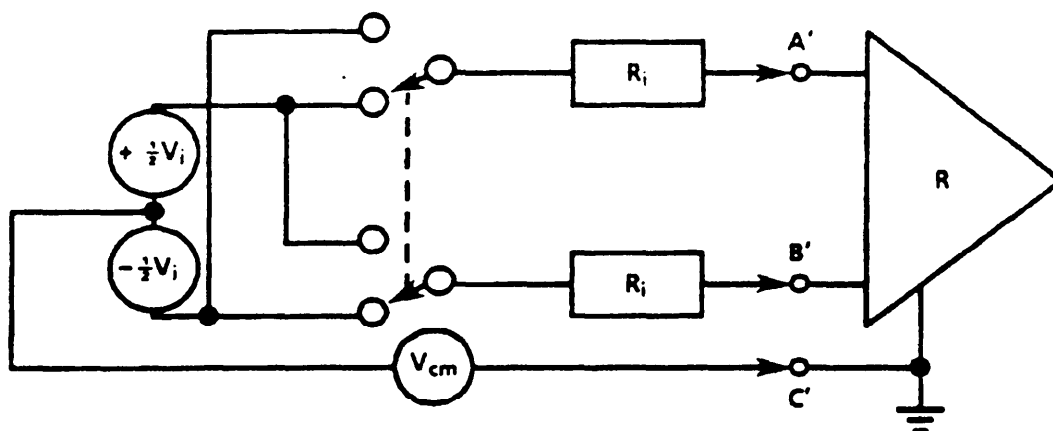 A'
R_i
+ ½V_i
R
B'
-½V_i
R_i
V_cm
C'